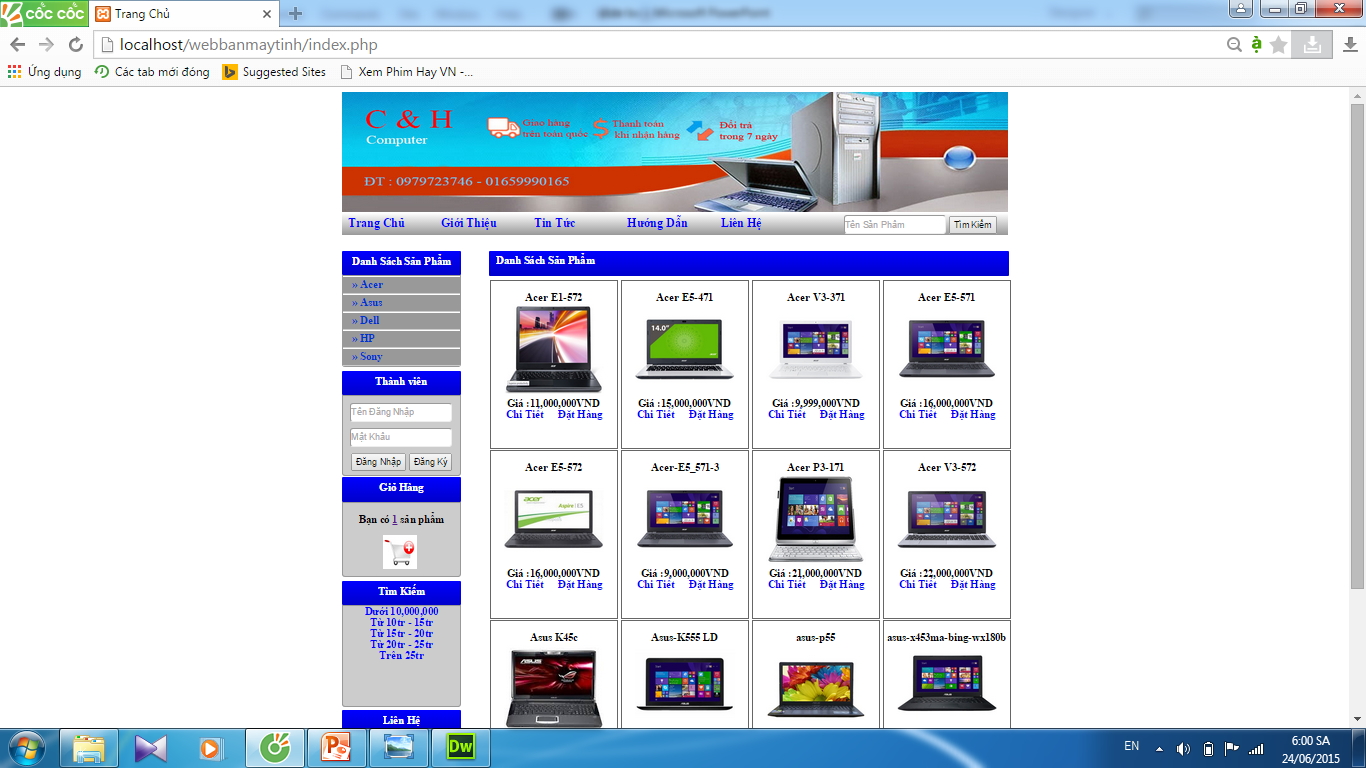 cốc cốc
Trang Chủ
localhost/webbanmaytinh/index.php
Ứng dụng
Các tab mới đóng
Suggested Sites
Xem Phim Hay VN -...
C & H
Computer
Giao hàng
trên toàn quốc
Thanh toán
khi nhận hàng
Đổi trả
trong 7 ngày
ĐT : 0979723746 - 01659990165
Trang Chủ
Giới Thiệu
Tin Tức
Hướng Dẫn
Liên Hệ
Tên Sản Phẩm
Tìm Kiếm
Danh Sách Sản Phẩm
» Acer
» Asus
» Dell
» HP
» Sony
Thành viên
Tên Đăng Nhập
Mật Khẩu
Đăng Nhập
Đăng Ký
Giỏ Hàng
Bạn có 1 sản phẩm
Tìm Kiếm
Dưới 10,000,000
Từ 10tr - 15tr
Từ 15tr - 20tr
Từ 20tr - 25tr
Trên 25tr
Liên Hệ
Danh Sách Sản Phẩm
Acer E1-572
Giá :11,000,000VND
Chi Tiết Đặt Hàng
Acer E5-471
14.0"
Giá :15,000,000VND
Chi Tiết Đặt Hàng
Acer V3-371
Giá :9,999,000VND
Chi Tiết Đặt Hàng
Acer E5-571
Giá :16,000,000VND
Chi Tiết Đặt Hàng
Acer E5-572
acer
Aspire E5
Giá :16,000,000VND
Chi Tiết Đặt Hàng
Acer-E5_571-3
Giá :9,000,000VND
Chi Tiết Đặt Hàng
Acer P3-171
Giá :21,000,000VND
Chi Tiết Đặt Hàng
Acer V3-572
Giá :22,000,000VND
Chi Tiết Đặt Hàng
Asus K45c
ASUS
Asus-K555 LD
asus-p55
asus-x453ma-bing-wx180b
Dw
EN
6:00 SA
24/06/2015